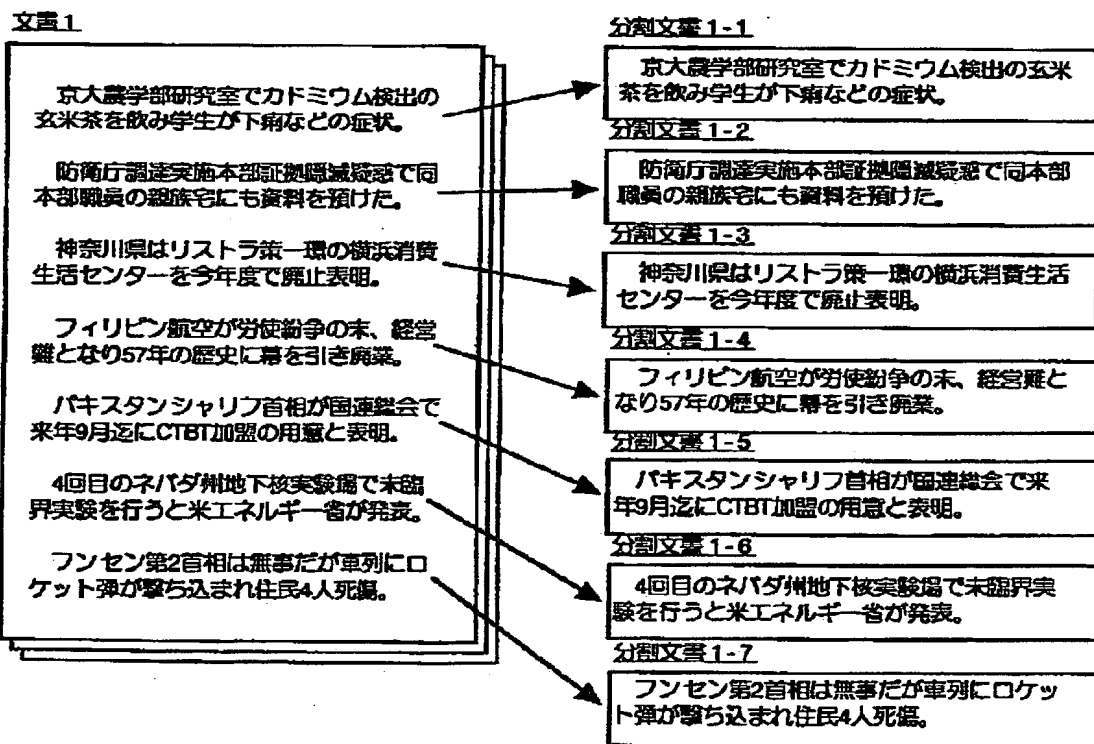 文書1
京大農学部研究室でカドミウム検出の
玄米茶を飲み学生が下痢などの症状。
防衛庁調達実施本部証拠隠滅疑惑で同
本部職員の親族宅にも資料を預けた。
神奈川県はリストラ策一環の横浜消費
生活センターを今年度で廃止表明。
フィリピン航空が労使紛争の末、経営
難となり57年の歴史に幕を引き廃業。
パキスタンシャリフ首相が国連総会で
来年9月迄にCTBT加盟の用意と表明。
4回目のネバダ州地下核実験場で未臨
界実験を行うと米エネルギー省が発表。
フンセン第2首相は無事だが車列にロ
ケット弾が撃ち込まれ住民4人死傷。
分割文書1-1
京大農学部研究室でカドミウム検出の玄米
茶を飲み学生が下痢などの症状。
分割文書1-2
防衛庁調達実施本部証拠隠滅疑惑で同本部
職員の親族宅にも資料を預けた。
分割文書1-3
神奈川県はリストラ策一環の横浜消費生活
センターを今年度で廃止表明。
分割文書1-4
フィリピン航空が労使紛争の末、経営難と
なり57年の歴史に幕を引き廃業。
分割文書1-5
パキスタンシャリフ首相が国連総会で来
年9月迄にCTBT加盟の用意と表明。
分割文書1-6
4回目のネバダ州地下核実験場で未臨界実
験を行うと米エネルギー省が発表。
分割文書1-7
フンセン第2首相は無事だが車列にロケッ
ト弾が撃ち込まれ住民4人死傷。